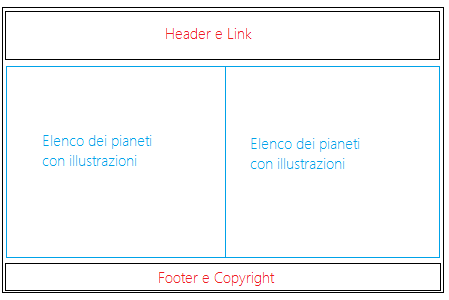 Header e Link
Elenco dei pianeti
con illustrazioni
Elenco dei pianeti
con illustrazioni
Footer e Copyright